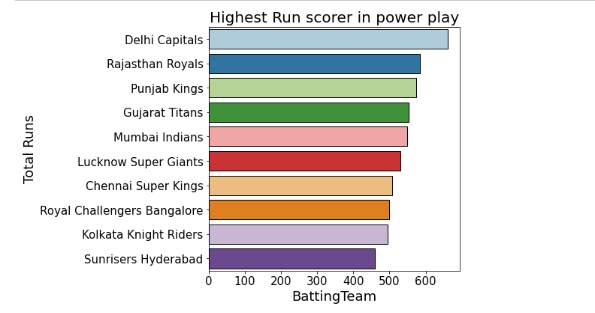 Highest Run scorer in power play
Total Runs
Delhi Capitals
Rajasthan Royals
Punjab Kings
Gujarat Titans
Mumbai Indians
Lucknow Super Giants
Chennai Super Kings
Royal Challengers Bangalore
Kolkata Knight Riders
Sunrisers Hyderabad
0 100 200 300 400 500 600
BattingTeam